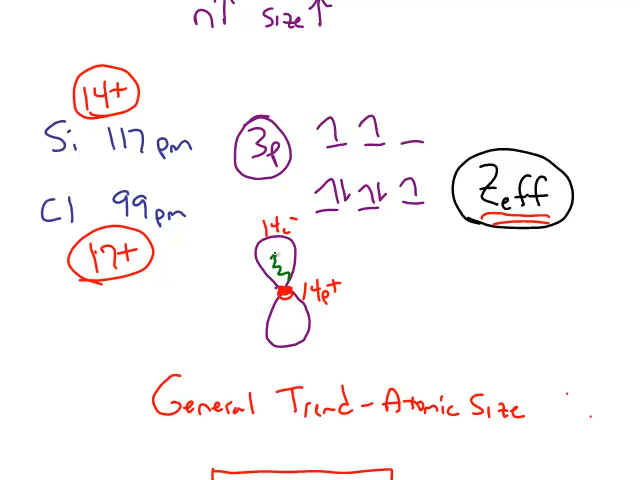 n↑ size↑
14+
Si 117 pm
3p
Cl 99 pm
Zeff
17+
14e-
14p+
General Trend - Atomic Size